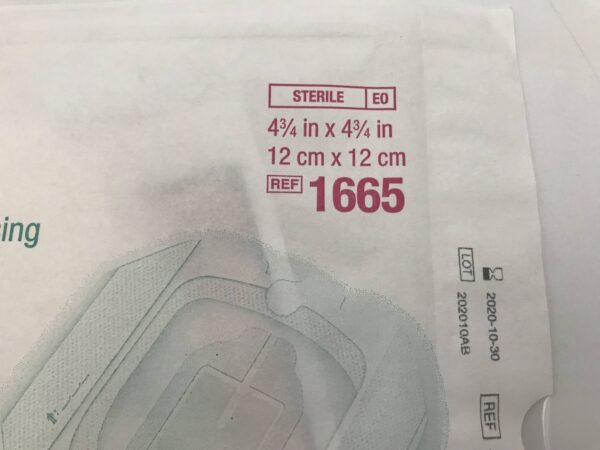 STERILE EO
4¾ in x 4¾ in
12 cm x 12 cm
REF 1665
sing
2020-10-30
LOT 202010AB
REF